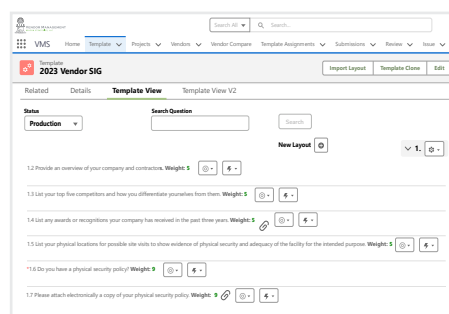 VENDOR MANAGEMENT
Search All
Search...
VMS Home Template Projects Vendors Vendor Compare Template Assignments Submissions Review Issue
Template
2023 Vendor SIG
Import Layout Template Clone Edit
Related Details Template View Template View V2
Status Search Question
Production Search
New Layout
1.
1.2 Provide an overview of your company and contractors. Weight: 5
1.3 List your top five competitors and how you differentiate yourselves from them. Weight: 5
1.4 List any awards or recognitions your company has received in the past three years. Weight: 5
1.5 List your physical locations for possible site visits to show evidence of physical security and adequacy of the facility for the intended purpose. Weight: 5
*1.6 Do you have a physical security policy? Weight: 9
1.7 Please attach electronically a copy of your physical security policy. Weight: 9